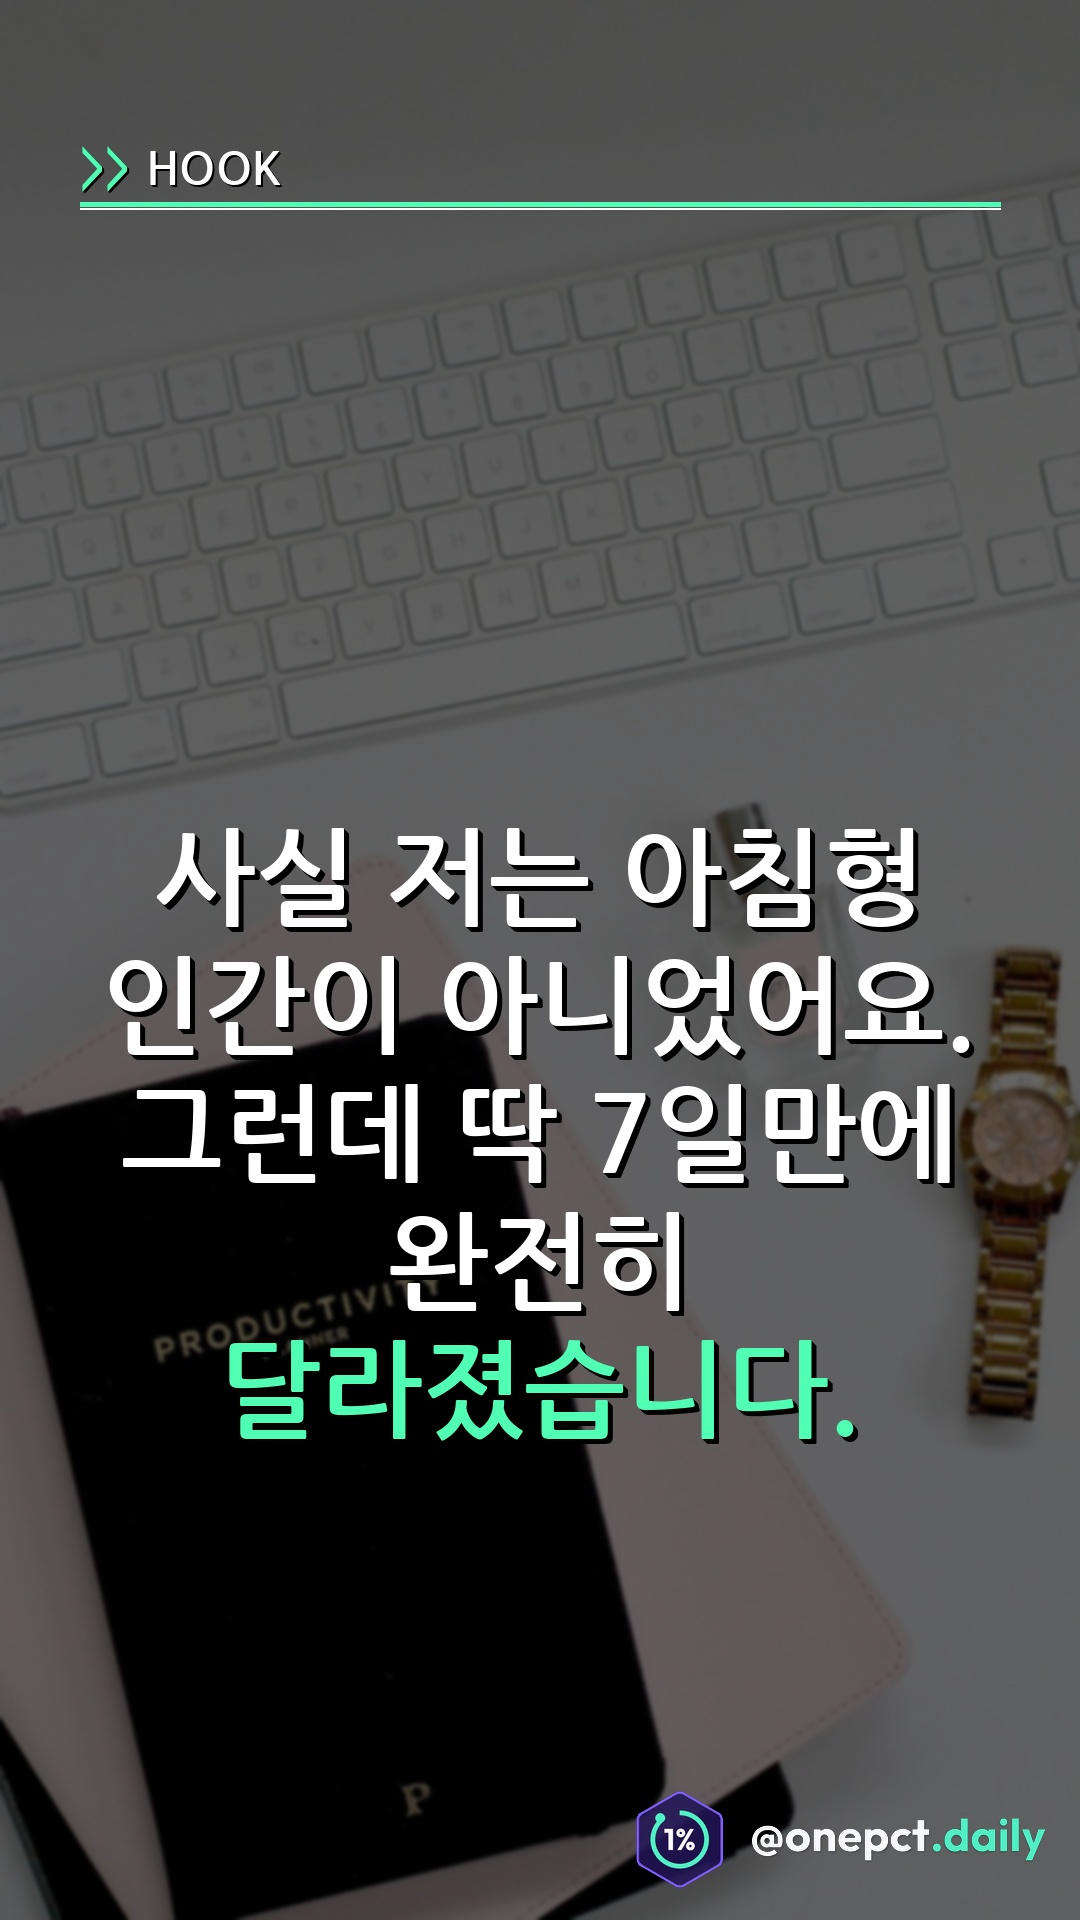 HOOK
사실 저는 아침형
인간이 아니었어요.
그런데 딱 7일만에
완전히
달라졌습니다.
PRODUCTIVITY
P
1%
@onepct.daily